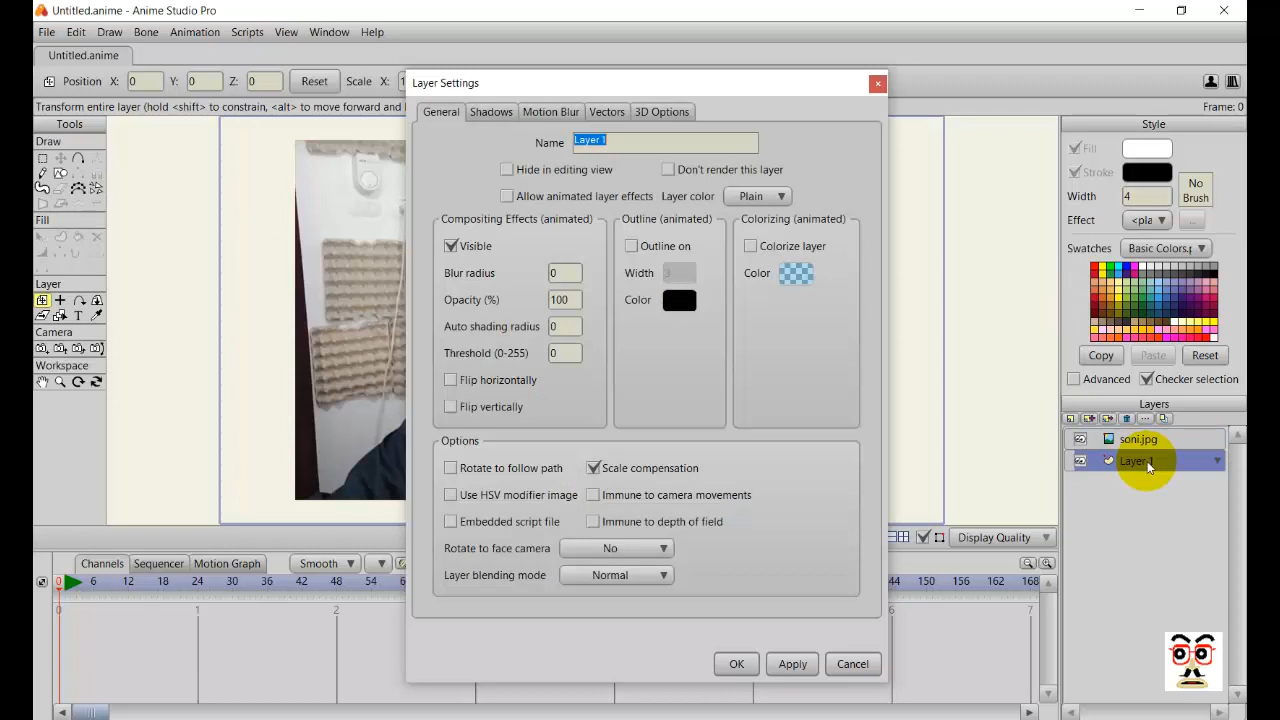 Untitled.anime - Anime Studio Pro
File Edit Draw Bone Animation Scripts View Window Help
Untitled.anime
Position X: 0 Y: 0 Z: 0 Reset Scale X: 1
Transform entire layer (hold <shift> to constrain, <alt> to move forward and Frame: 0
Tools
Draw
Fill
Layer
Camera
Workspace
Layer Settings
General Shadows Motion Blur Vectors 3D Options
Name Layer 1
Hide in editing view Don't render this layer
Allow animated layer effects Layer color Plain
Compositing Effects (animated) Outline (animated) Colorizing (animated)
Visible Outline on Colorize layer
Blur radius 0 Width 3 Color
Opacity (%) 100 Color
Auto shading radius 0
Threshold (0-255) 0
Flip horizontally
Flip vertically
Options
Rotate to follow path Scale compensation
Use HSV modifier image Immune to camera movements
Embedded script file Immune to depth of field
Rotate to face camera No
Layer blending mode Normal
OK Apply Cancel
Style
Fill
Stroke
Width 4
No
Brush
Effect <pla ...
Swatches Basic Colors.p
Copy Paste Reset
Advanced Checker selection
Layers
soni.jpg
Layer 1
Display Quality
Channels Sequencer Motion Graph Smooth
0 6 12 18 24 30 36 42 48 54 144 150 156 162 168
0 1 2 6 7